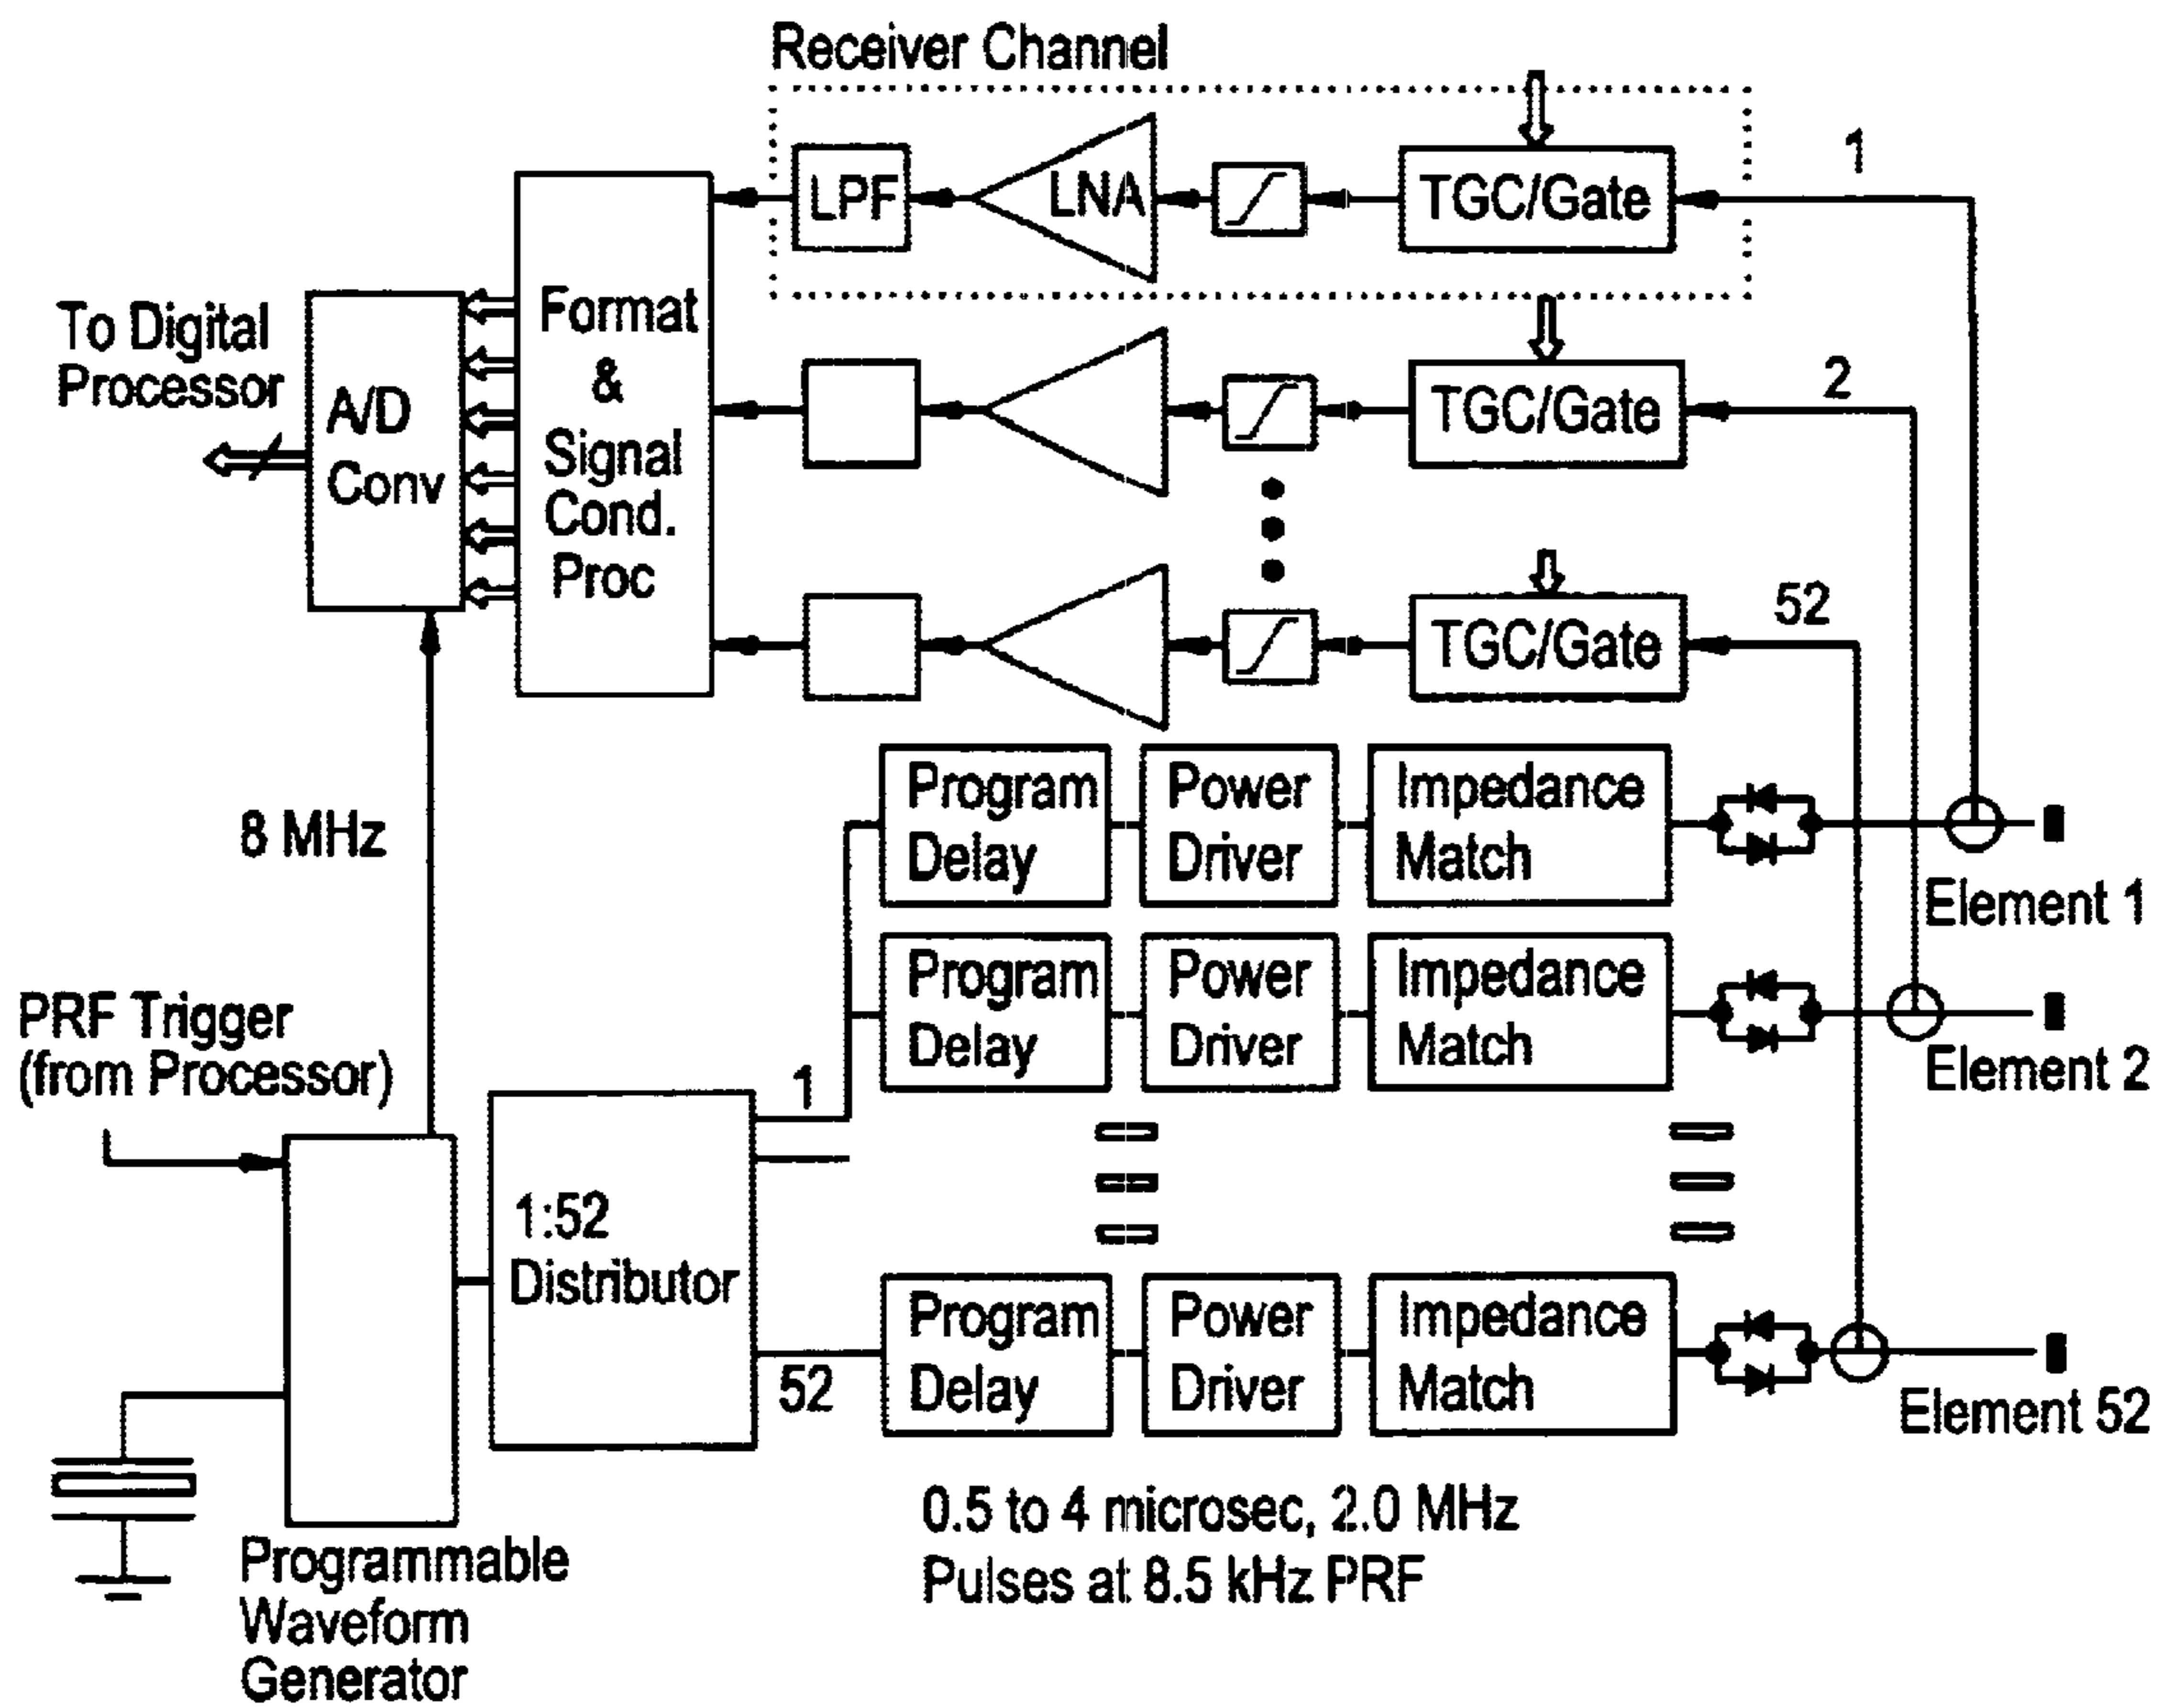 Receiver Channel
LPF
LNA
TGC/Gate
1
To Digital
Processor
A/D
Conv
Format
&
Signal
Cond.
Proc
TGC/Gate
2
TGC/Gate
52
8 MHz
Program
Delay
Power
Driver
Impedance
Match
Element 1
Program
Delay
Power
Driver
Impedance
Match
Element 2
PRF Trigger
(from Processor)
1:52
Distributor
1
52
Program
Delay
Power
Driver
Impedance
Match
Element 52
Programmable
Waveform
Generator
0.5 to 4 microsec, 2.0 MHz
Pulses at 8.5 kHz PRF